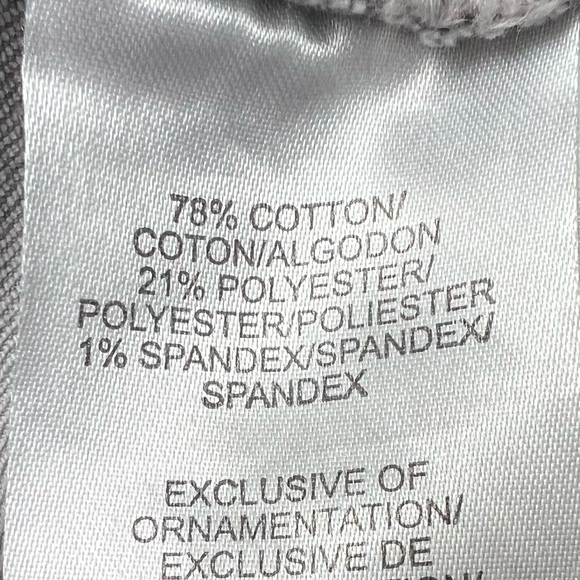 78% COTTON/
COTON/ALGODON
21% POLYESTER/
POLYESTER/POLIESTER
1% SPANDEX/SPANDEX/
SPANDEX
EXCLUSIVE OF
ORNAMENTATION/
EXCLUSIVE DE